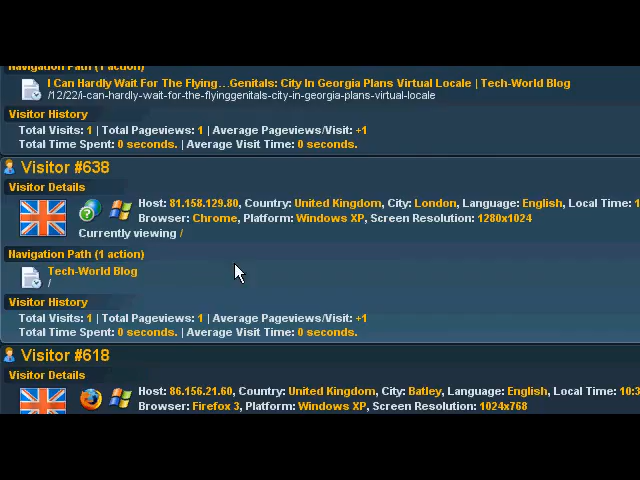 Navigation Path (1 action)
I Can Hardly Wait For The Flying…Genitals: City In Georgia Plans Virtual Locale | Tech-World Blog
/12/22/i-can-hardly-wait-for-the-flyinggenitals-city-in-georgia-plans-virtual-locale
Visitor History
Total Visits: 1 | Total Pageviews: 1 | Average Pageviews/Visit: +1
Total Time Spent: 0 seconds. | Average Visit Time: 0 seconds.
Visitor #638
Visitor Details
Host: 81.158.129.80, Country: United Kingdom, City: London, Language: English, Local Time: 1
Browser: Chrome, Platform: Windows XP, Screen Resolution: 1280x1024
Currently viewing /
Navigation Path (1 action)
Tech-World Blog
/
Visitor History
Total Visits: 1 | Total Pageviews: 1 | Average Pageviews/Visit: +1
Total Time Spent: 0 seconds. | Average Visit Time: 0 seconds.
Visitor #618
Visitor Details
Host: 86.156.21.60, Country: United Kingdom, City: Batley, Language: English, Local Time: 10:3
Browser: Firefox 3, Platform: Windows XP, Screen Resolution: 1024x768